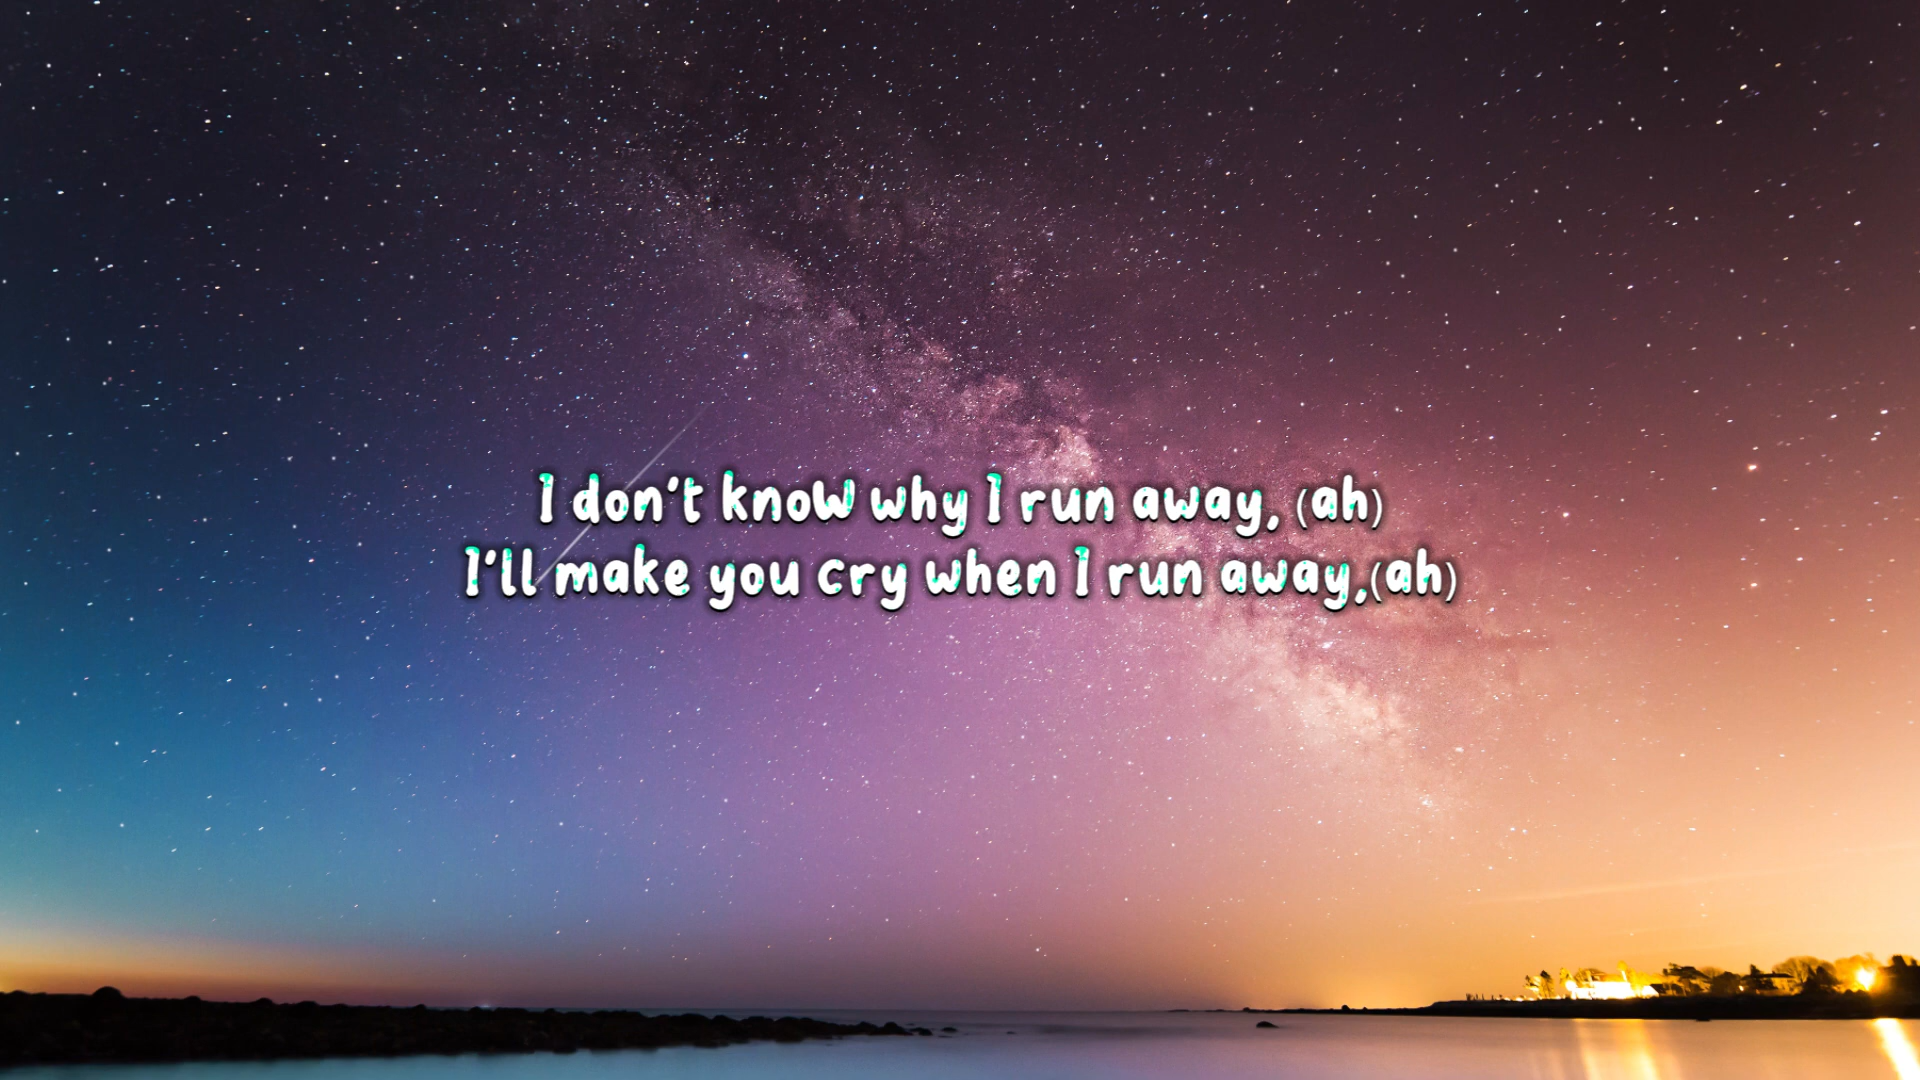 I don't know why I run away, (ah)
I'll make you cry when I run away,(ah)